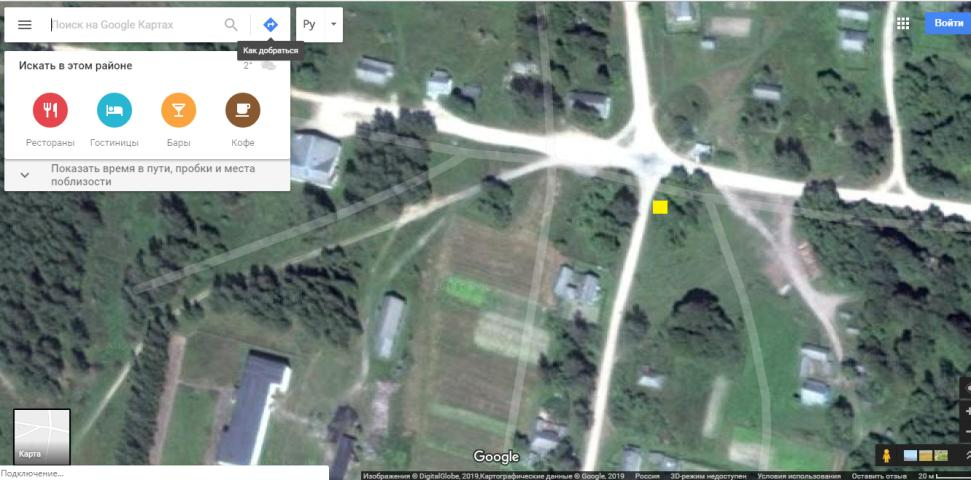 Поиск на Google Картах
Ру
Войти
Как добраться
Искать в этом районе
2°
Рестораны
Гостиницы
Бары
Кофе
Показать время в пути, пробки и места
поблизости
Карта
Google
Подключение...
Изображения © DigitalGlobe, 2019,Картографические данные © Google, 2019 Россия 3D-режим недоступен Условия использования Оставить отзыв 20 м